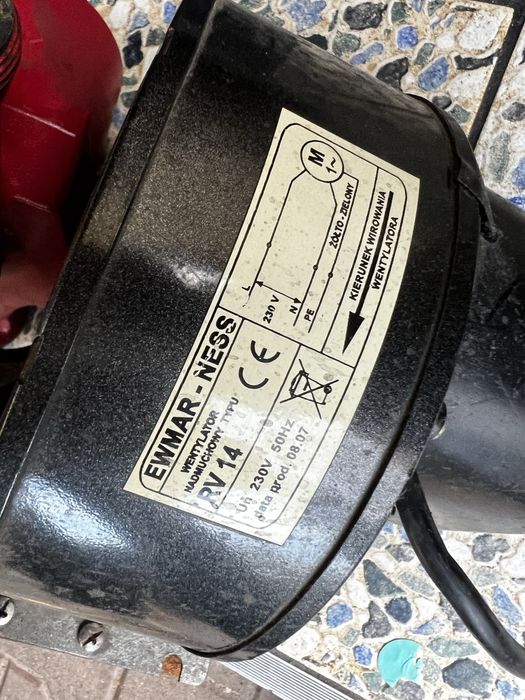 EWMAR - NESS
WENTYLATOR
NADMUCHOWY TYPU
RV 14
Un 230V 50Hz
data prod. 08.07
CE
L
230 V
N
PE
M
1~
ŻÓŁTO - ZIELONY
KIERUNEK WIROWANIA
WENTYLATORA